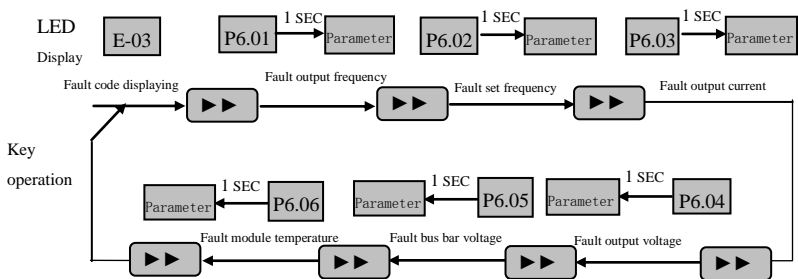 LED
Display
E-03
P6.01
1 SEC
Parameter
P6.02
1 SEC
Parameter
P6.03
1 SEC
Parameter
Fault code displaying
Fault output frequency
Fault set frequency
Fault output current
Key
operation
Parameter
1 SEC
P6.06
Parameter
1 SEC
P6.05
Parameter
1 SEC
P6.04
Fault module temperature
Fault bus bar voltage
Fault output voltage